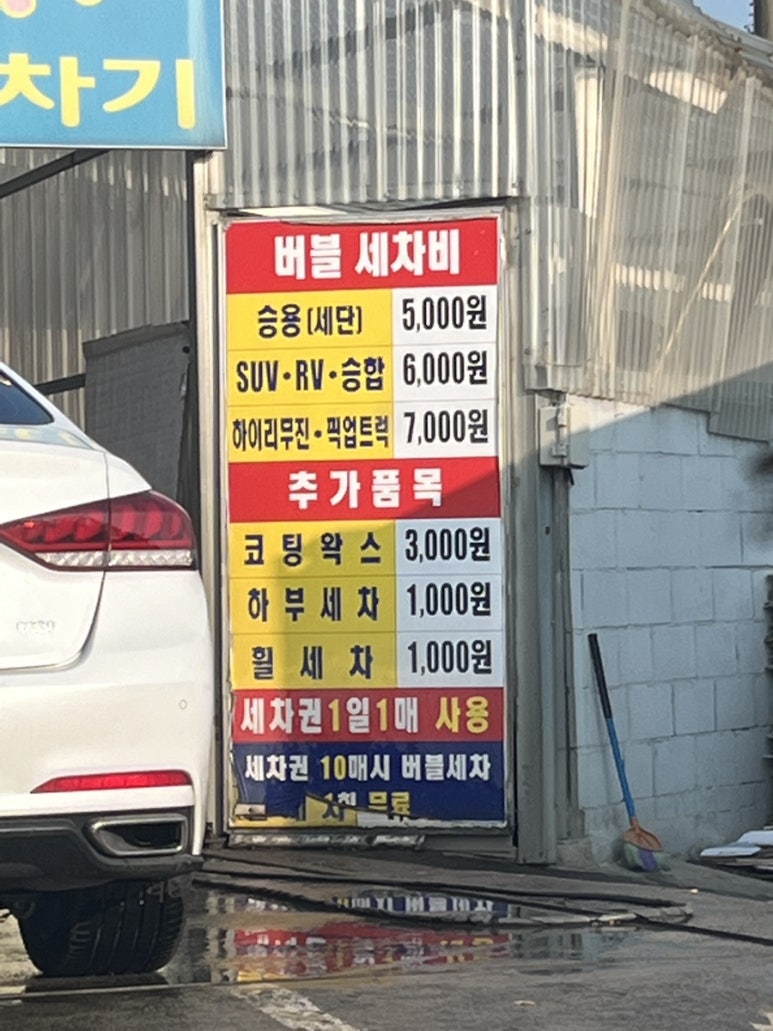 차기
버블 세차비
승용(세단) 5,000원
SUV•RV•승합 6,000원
하이리무진•픽업트럭 7,000원
추가품목
코팅왁스 3,000원
하부세차 1,000원
휠세차 1,000원
세차권1일1매 사용
세차권 10매시 버블세차
1회 무료